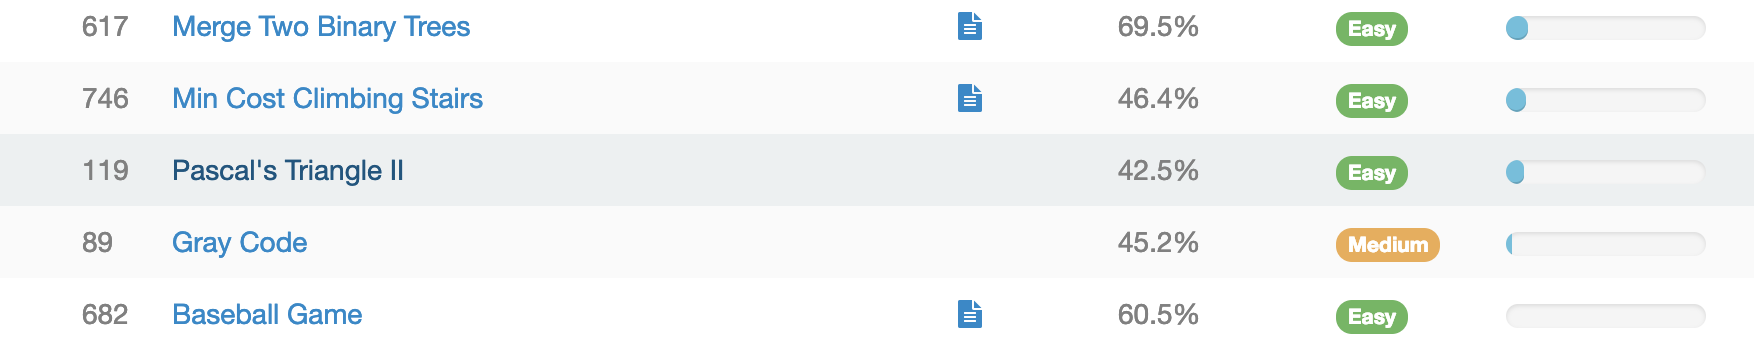 617 Merge Two Binary Trees 69.5% Easy
746 Min Cost Climbing Stairs 46.4% Easy
119 Pascal's Triangle II 42.5% Easy
89 Gray Code 45.2% Medium
682 Baseball Game 60.5% Easy